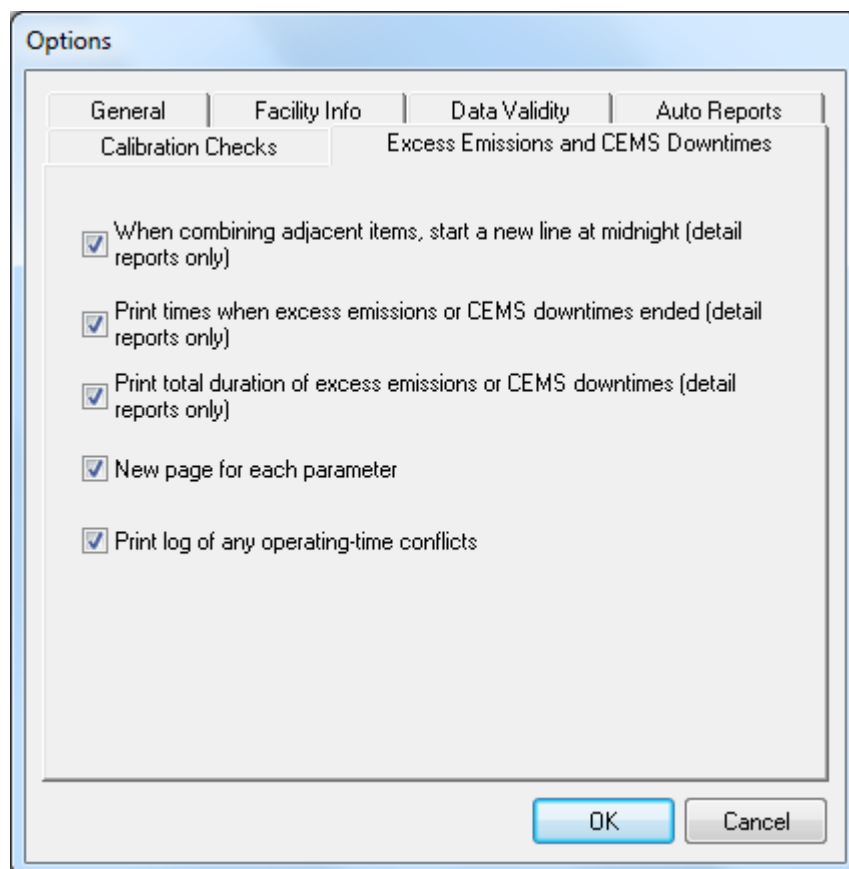 Options
General
Facility Info
Data Validity
Auto Reports
Calibration Checks
Excess Emissions and CEMS Downtimes
When combining adjacent items, start a new line at midnight (detail
reports only)
Print times when excess emissions or CEMS downtimes ended (detail
reports only)
Print total duration of excess emissions or CEMS downtimes (detail
reports only)
New page for each parameter
Print log of any operating-time conflicts
OK
Cancel